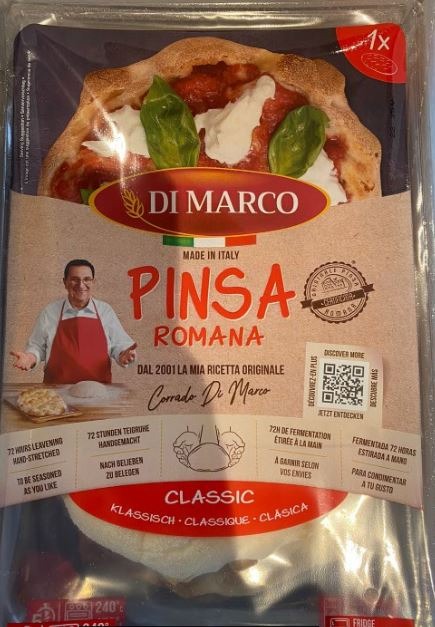 1x
DI MARCO
MADE IN ITALY
PINSA
ROMANA
ORIGINALE PINSA
ROMANA
DAL 2001 LA MIA RICETTA ORIGINALE
Corrado Di Marco
DISCOVER MORE
DÉCOUVREZ-EN PLUS
DESCUBRE MÁS
JETZT ENTDECKEN
72 HOURS LEAVENING
HAND-STRETCHED
TO BE SEASONED
AS YOU LIKE
72 STUNDEN TEIGRUHE
HANDGEMACHT
NACH BELIEBEN
ZU BELEGEN
72H DE FERMENTATION
ÉTIRÉE À LA MAIN
À GARNIR SELON
VOS ENVIES
FERMENTADA 72 HORAS
ESTIRADA A MANO
PARA CONDIMENTAR
A TU GUSTO
CLASSIC
KLASSISCH · CLASSIQUE · CLÁSICA
240°
FRIDGE